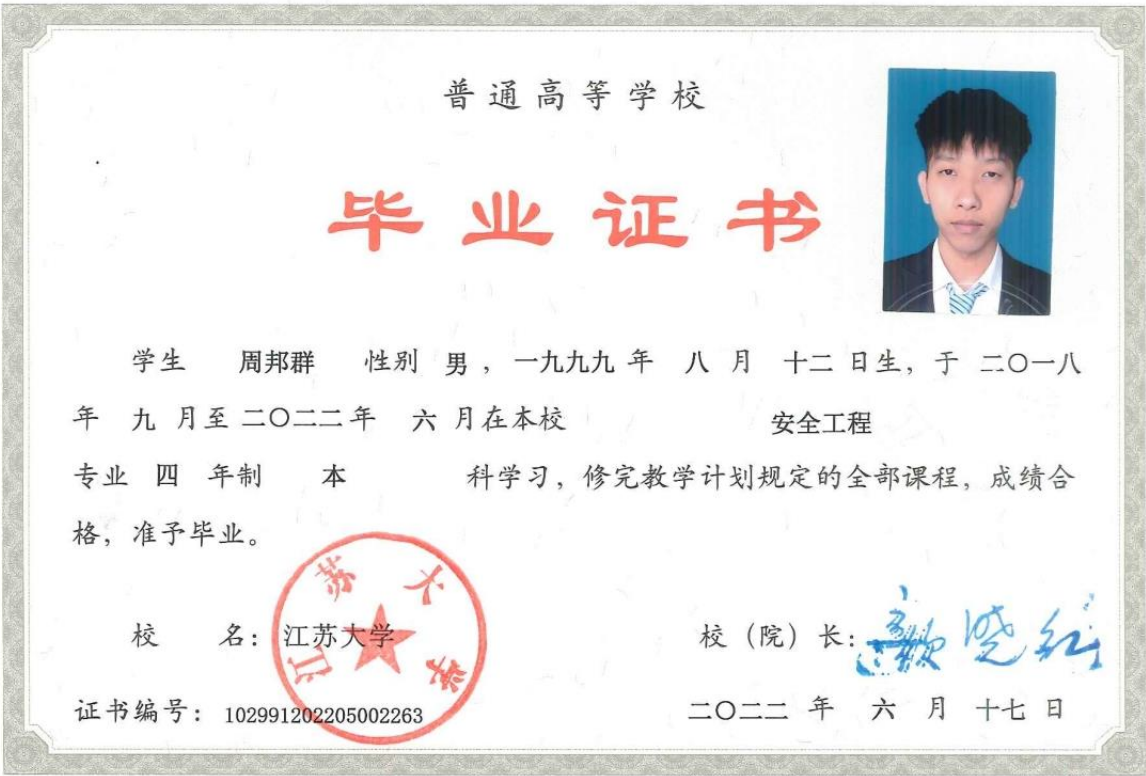 普通高等学校
毕业证书
学生 周邦群 性别 男，一九九九 年 八 月 十二 日生，于 二〇一八
年 九 月至 二〇二二 年 六 月在本校 安全工程
专业 四 年制 本 科学习，修完教学计划规定的全部课程，成绩合
格，准予毕业。
江苏大学
校 名：江苏大学 校（院）长：
证书编号：102991202205002263 二〇二二 年 六 月 十七 日